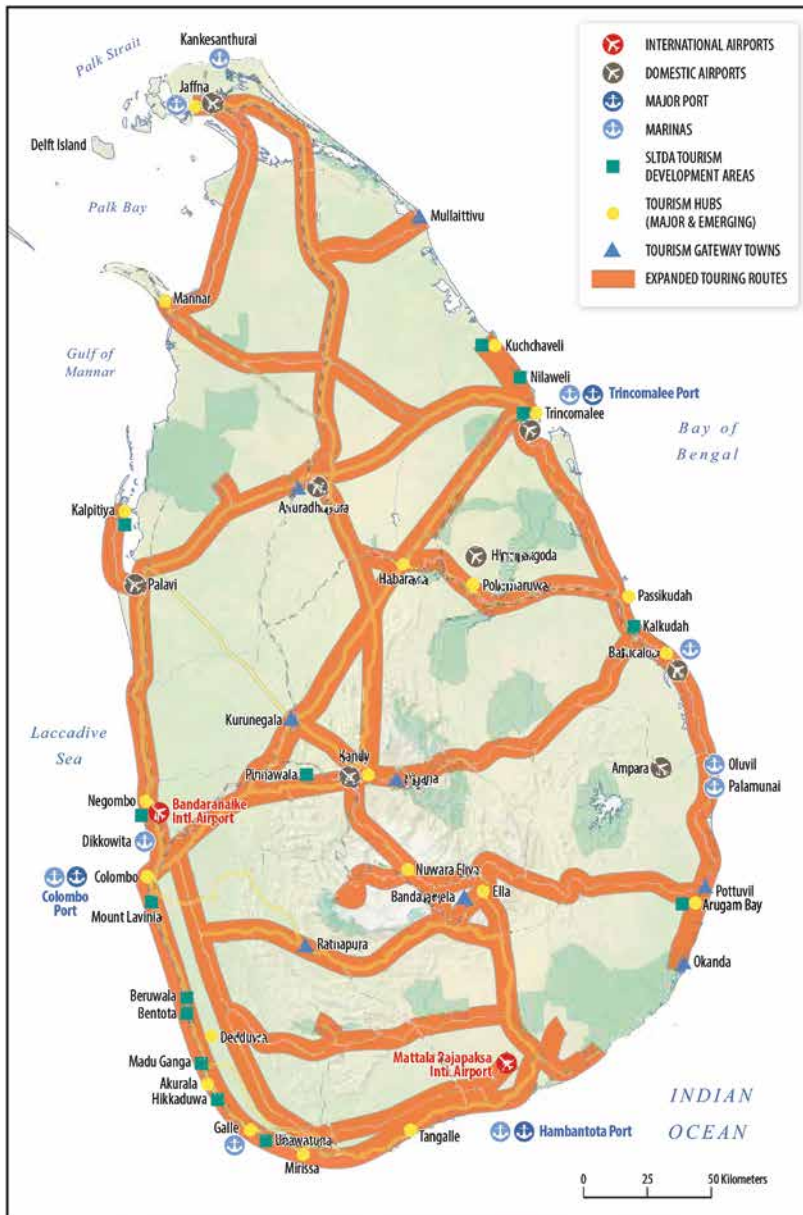 Palk Strait
Kankesanthurai
Jaffna
Delft Island
Palk Bay
Mullaittivu
Mannar
Gulf of
Mannar
Kuchchaveli
Nilaweli
Trincomalee Port
Trincomalee
Bay of
Bengal
Kalpitiya
Anuradhapura
Palavi
Habarana
Polonnaruwa
Passikudah
Kalkudah
Batticaloa
Kurunegala
Laccadive
Sea
Pinnawala
Kandy
Ampara
Oluvil
Palamunai
Negombo
Bandaranaike
Intl. Airport
Dikkowita
Colombo
Colombo
Port
Mount Lavinia
Nuwara Eliya
Bandarawela
Ella
Pottuvil
Arugam Bay
Ratnapura
Okanda
Beruwala
Bentota
Madu Ganga
Mattala Rajapaksa
Intl. Airport
Akurala
Hikkaduwa
Galle
Unawatuna
Mirissa
Tangalle
Hambantota Port
INDIAN
OCEAN
INTERNATIONAL AIRPORTS
DOMESTIC AIRPORTS
MAJOR PORT
MARINAS
SLTDA TOURISM
DEVELOPMENT AREAS
TOURISM HUBS
(MAJOR & EMERGING)
TOURISM GATEWAY TOWNS
EXPANDED TOURING ROUTES
0 25 50 Kilometers